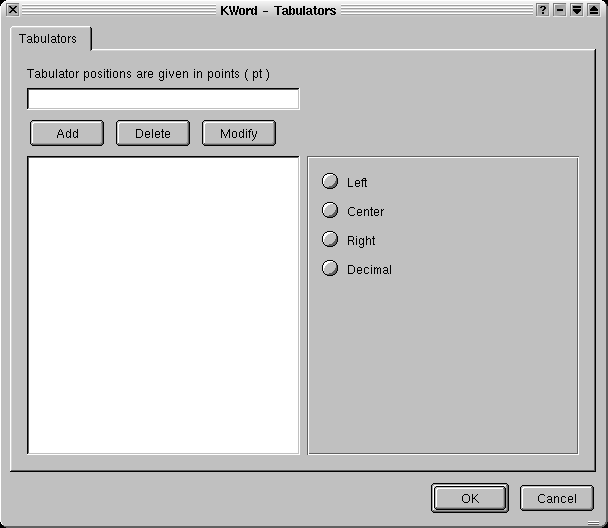 KWord - Tabulators
Tabulators
Tabulator positions are given in points ( pt )
Add Delete Modify
Left
Center
Right
Decimal
OK Cancel